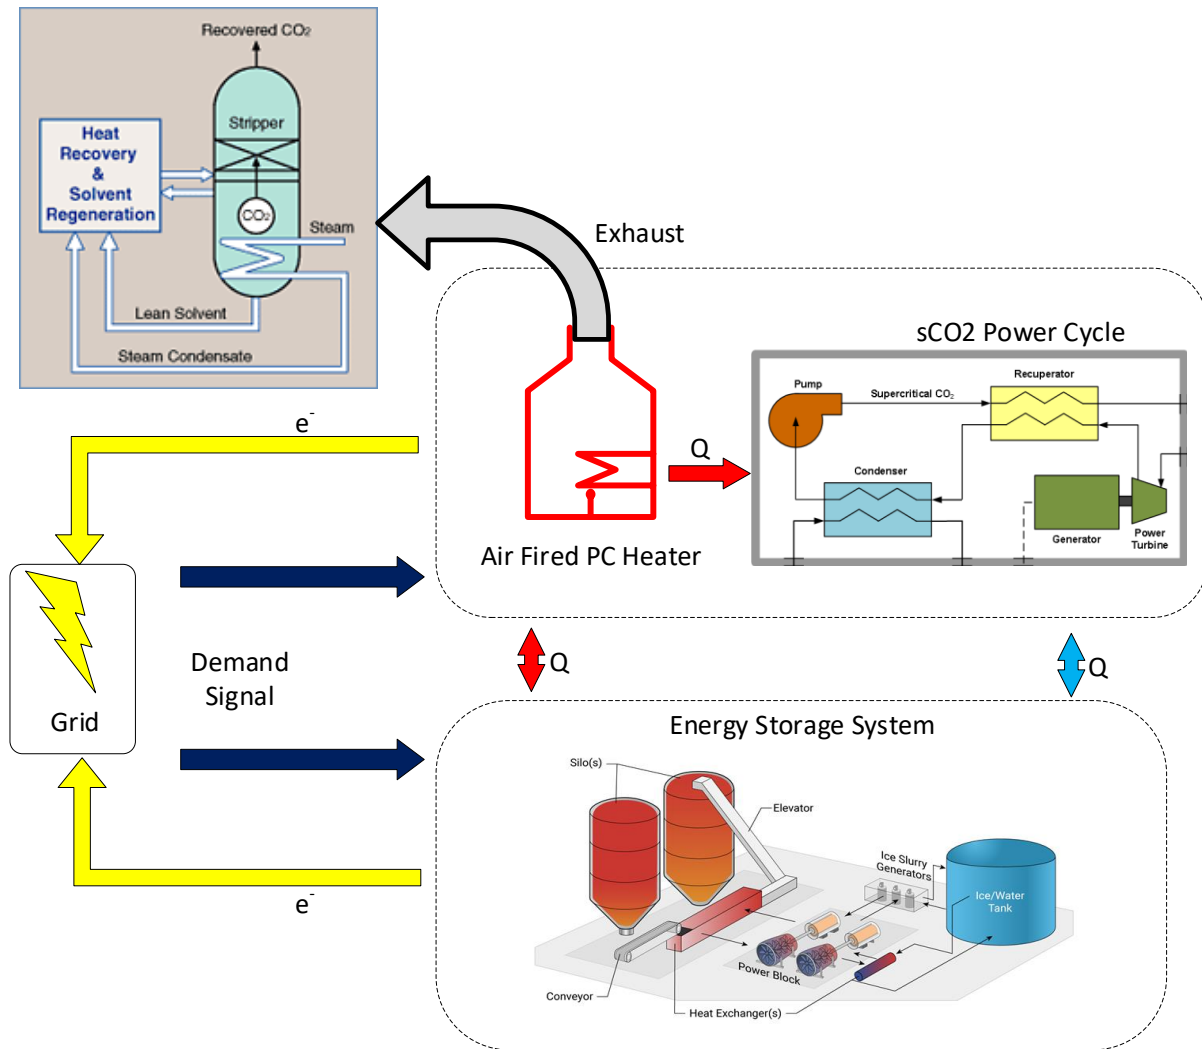 Recovered CO2
Stripper
Heat
Recovery
&
Solvent
Regeneration
CO2
Steam
Lean Solvent
Steam Condensate
Exhaust
sCO2 Power Cycle
Pump
Supercritical CO2
Recuperator
Condenser
Generator
Power
Turbine
Q
Air Fired PC Heater
e-
Grid
Demand
Signal
Q
Q
e-
Energy Storage System
Silo(s)
Elevator
Ice Slurry
Generators
Ice/Water
Tank
Power Block
Conveyor
Heat Exchanger(s)